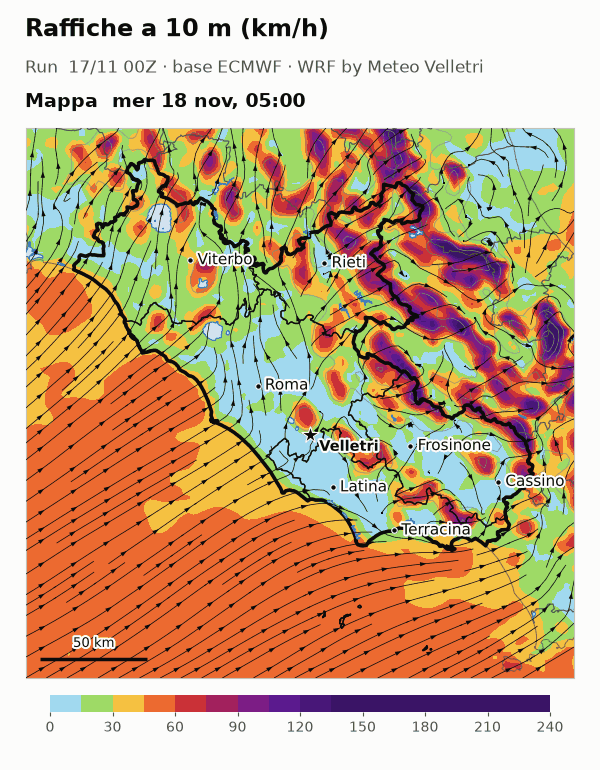 Raffiche a 10 m (km/h)
Run  17/11 00Z · base ECMWF · WRF by Meteo Velletri
Mappa  mer 18 nov, 05:00
Viterbo
Rieti
Roma
Velletri
Frosinone
Cassino
Latina
Terracina
50 km
0 30 60 90 120 150 180 210 240